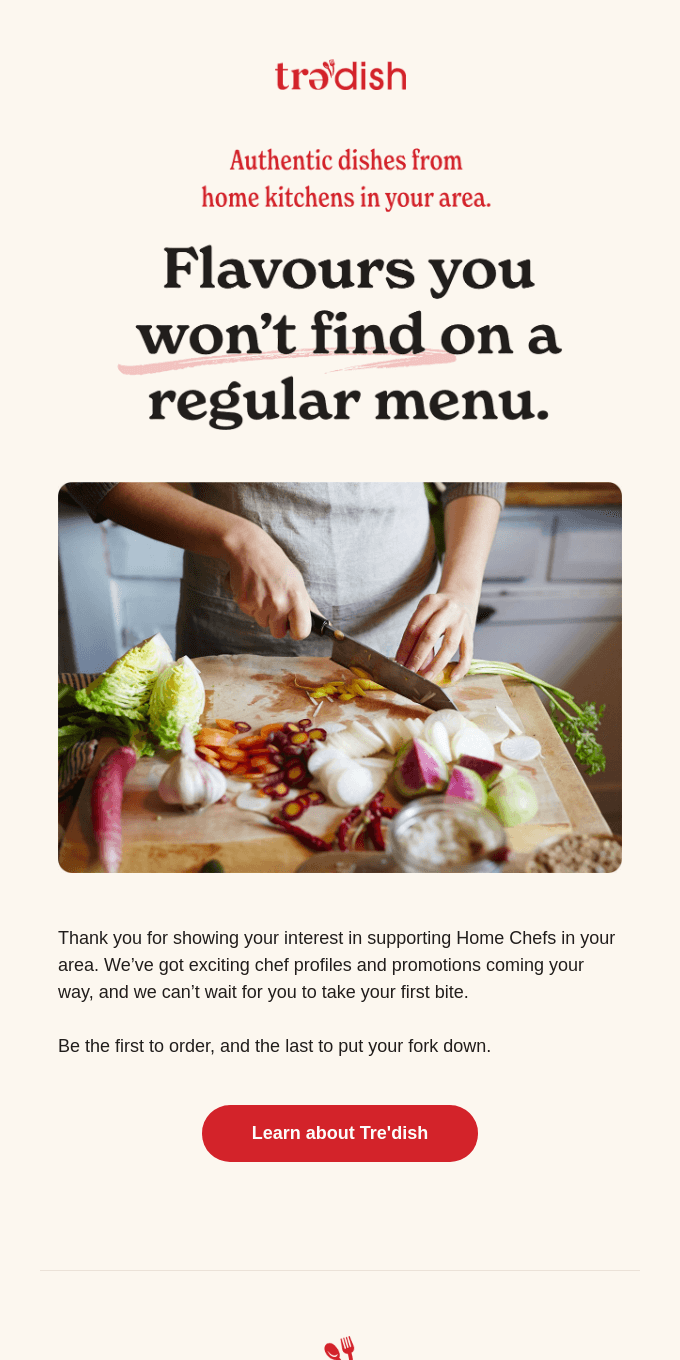 tre'dish
Authentic dishes from
home kitchens in your area.
Flavours you
won't find on a
regular menu.
Thank you for showing your interest in supporting Home Chefs in your
area. We've got exciting chef profiles and promotions coming your
way, and we can't wait for you to take your first bite.
Be the first to order, and the last to put your fork down.
Learn about Tre'dish